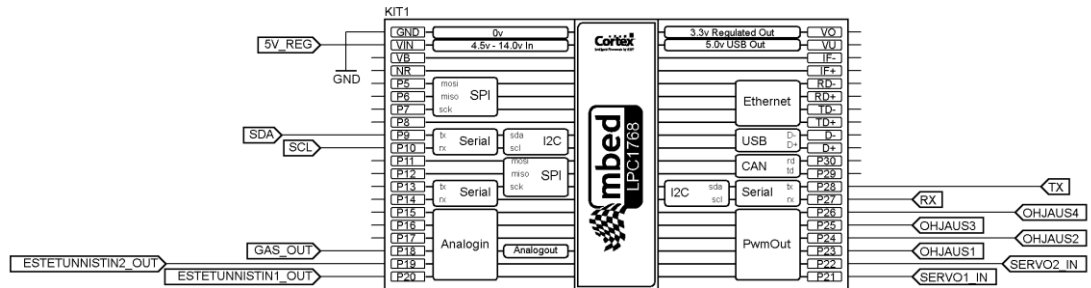 KIT1
GND 0v 3.3v Regulated Out VO
5V_REG VIN 4.5v - 14.0v In Cortex 5.0v USB Out VU
VB IF-
GND NR IF+
P5 mosi RD-
P6 miso SPI Ethernet RD+
P7 sck TD-
P8 TD+
SDA P9 tx Serial sda I2C USB D- D-
SCL P10 rx scl D+ D+
P11 mosi CAN rd P30
P12 miso SPI td P29
P13 tx Serial sck I2C sda Serial tx P28 TX
P14 rx scl rx P27 RX
P15 P26 OHJAUS4
P16 P25 OHJAUS3
P17 Analogin PwmOut P24 OHJAUS2
GAS_OUT P18 Analogout P23 OHJAUS1
ESTETUNNISTIN2_OUT P19 P22 SERVO2_IN
ESTETUNNISTIN1_OUT P20 P21 SERVO1_IN
mbed
LPC1768